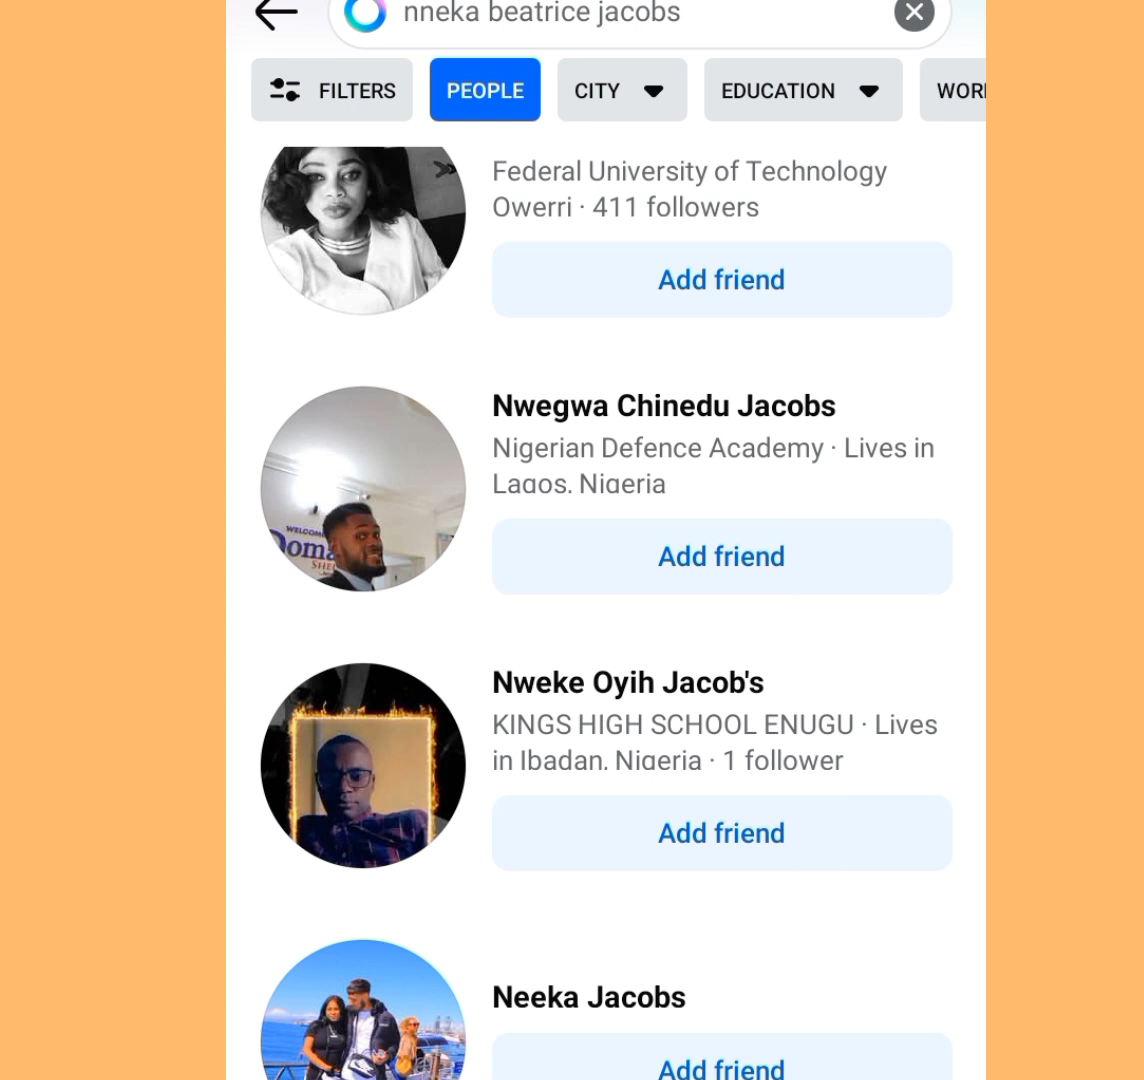 nneka beatrice jacobs
FILTERS
PEOPLE
CITY
EDUCATION
Federal University of Technology
Owerri · 411 followers
Add friend
Nwegwa Chinedu Jacobs
Nigerian Defence Academy · Lives in
Lagos, Nigeria
WELCOME
Add friend
Nweke Oyih Jacob's
KINGS HIGH SCHOOL ENUGU · Lives
in Ibadan, Nigeria · 1 follower
Add friend
Neeka Jacobs
Add friend